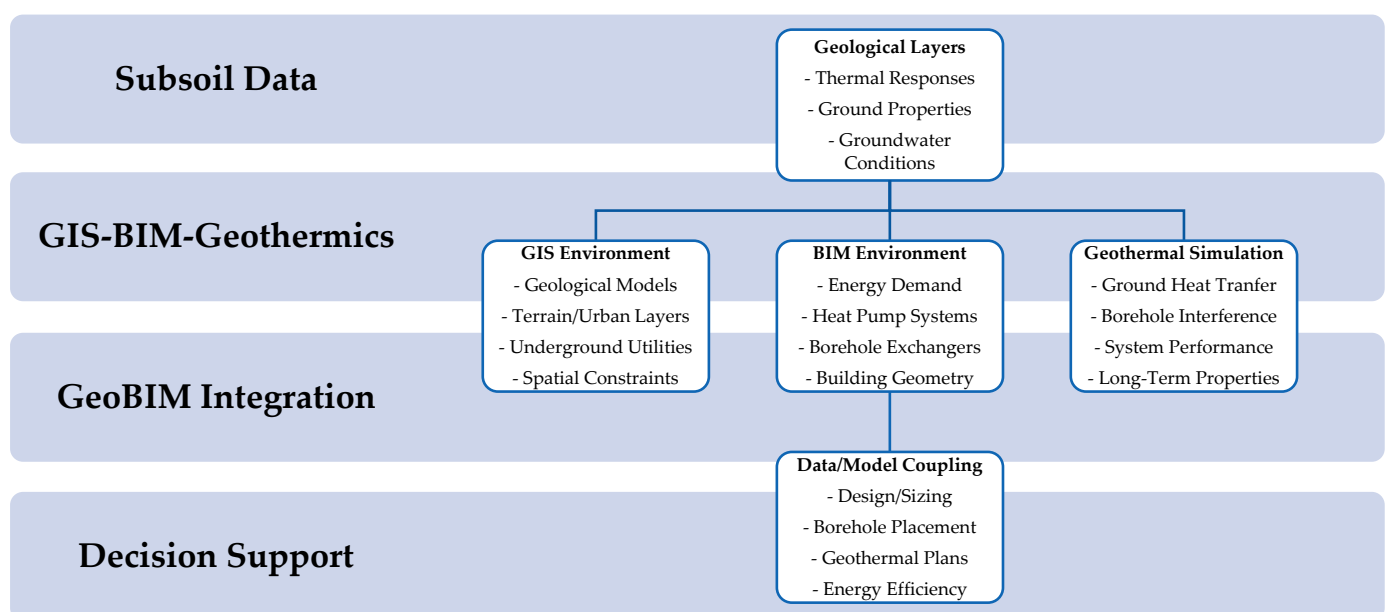 Subsoil Data
Geological Layers
- Thermal Responses
- Ground Properties
- Groundwater
Conditions
GIS-BIM-Geothermics
GIS Environment
- Geological Models
- Terrain/Urban Layers
- Underground Utilities
- Spatial Constraints
BIM Environment
- Energy Demand
- Heat Pump Systems
- Borehole Exchangers
- Building Geometry
Geothermal Simulation
- Ground Heat Tranfer
- Borehole Interference
- System Performance
- Long-Term Properties
GeoBIM Integration
Data/Model Coupling
- Design/Sizing
- Borehole Placement
- Geothermal Plans
- Energy Efficiency
Decision Support